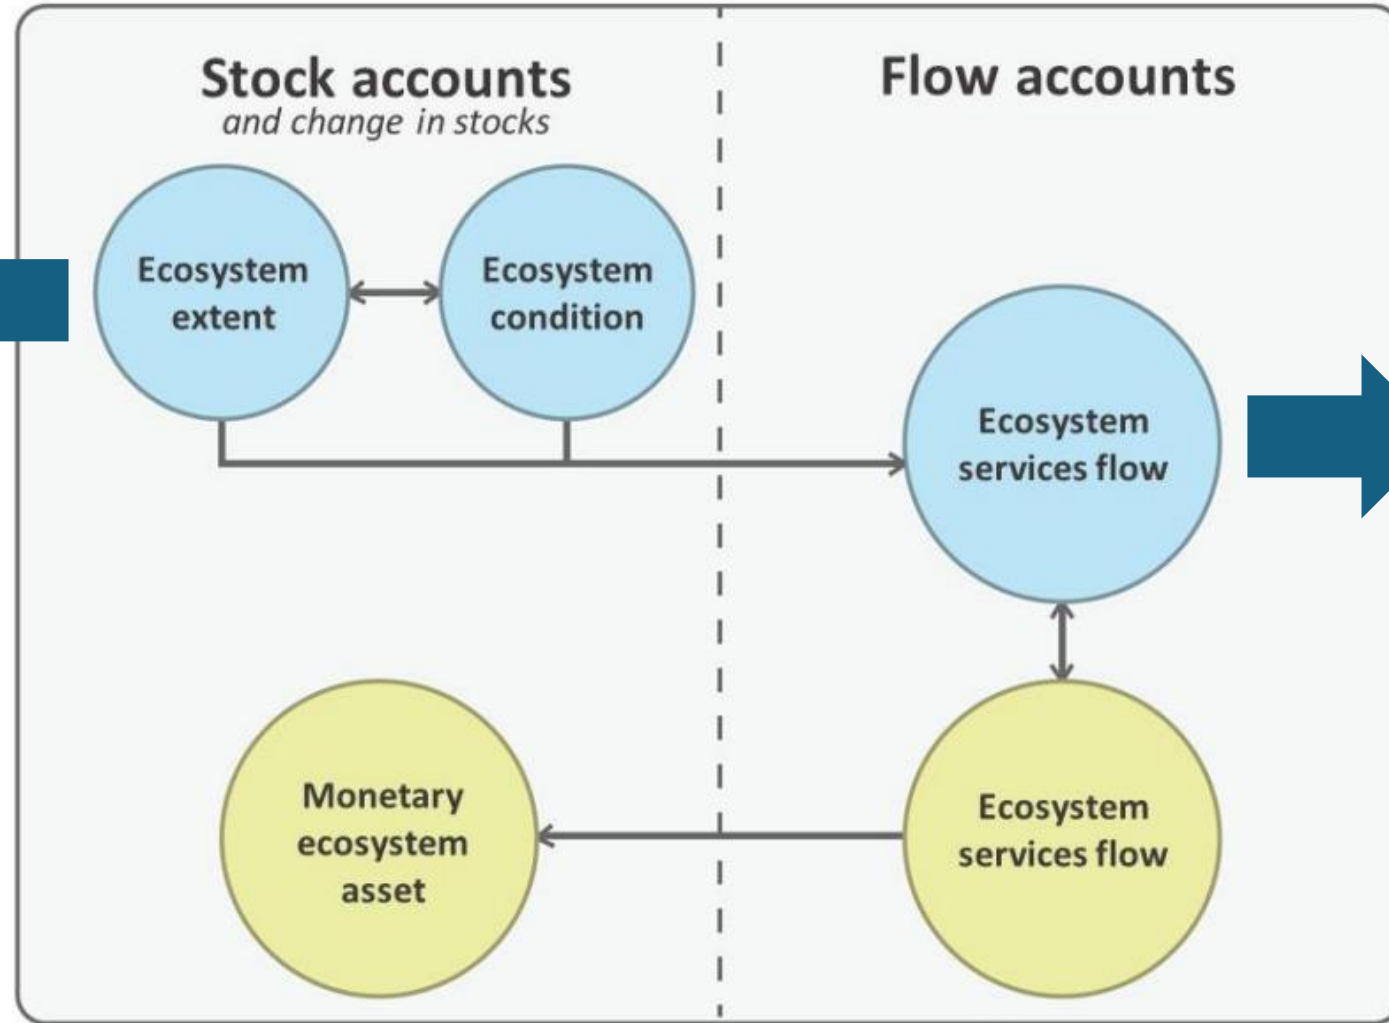 Stock accounts
and change in stocks
Flow accounts
Ecosystem
extent
Ecosystem
condition
Ecosystem
services flow
Monetary
ecosystem
asset
Ecosystem
services flow